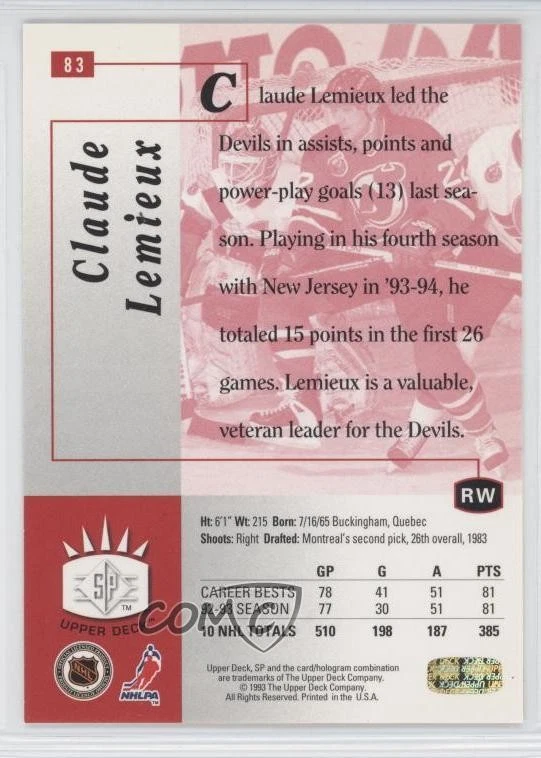 83
Claude
Lemieux
Claude Lemieux led the
Devils in assists, points and
power-play goals (13) last sea-
son. Playing in his fourth season
with New Jersey in '93-94, he
totaled 15 points in the first 26
games. Lemieux is a valuable,
veteran leader for the Devils.
RW
Ht: 6'1" Wt: 215 Born: 7/16/65 Buckingham, Quebec
Shoots: Right Drafted: Montreal's second pick, 26th overall, 1983
GP G A PTS
CAREER BESTS 78 41 51 81
92-93 SEASON 77 30 51 81
10 NHL TOTALS 510 198 187 385
SP
TM
UPPER DECK
COMC
NHL
NHLPA
TM
Upper Deck, SP and the card/hologram combination
are trademarks of The Upper Deck Company.
© 1993 The Upper Deck Company.
All Rights Reserved. Printed in the U.S.A.